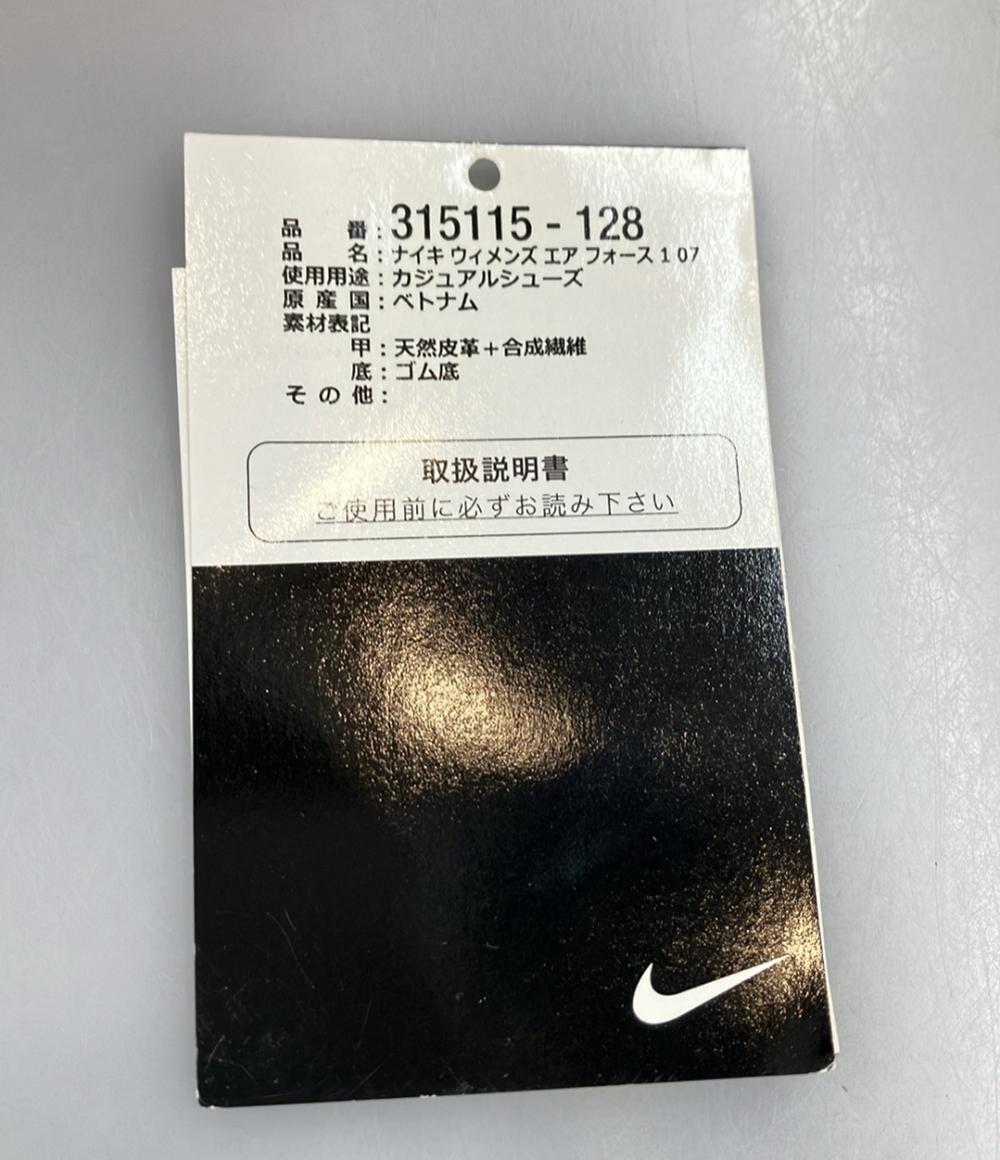 品 番:315115 - 128
品 名:ナイキ ウィメンズ エア フォース 1 07
使用用途:カジュアルシューズ
原 産 国:ベトナム
素材表記
甲:天然皮革+合成繊維
底:ゴム底
そ の 他:
取扱説明書
ご使用前に必ずお読み下さい